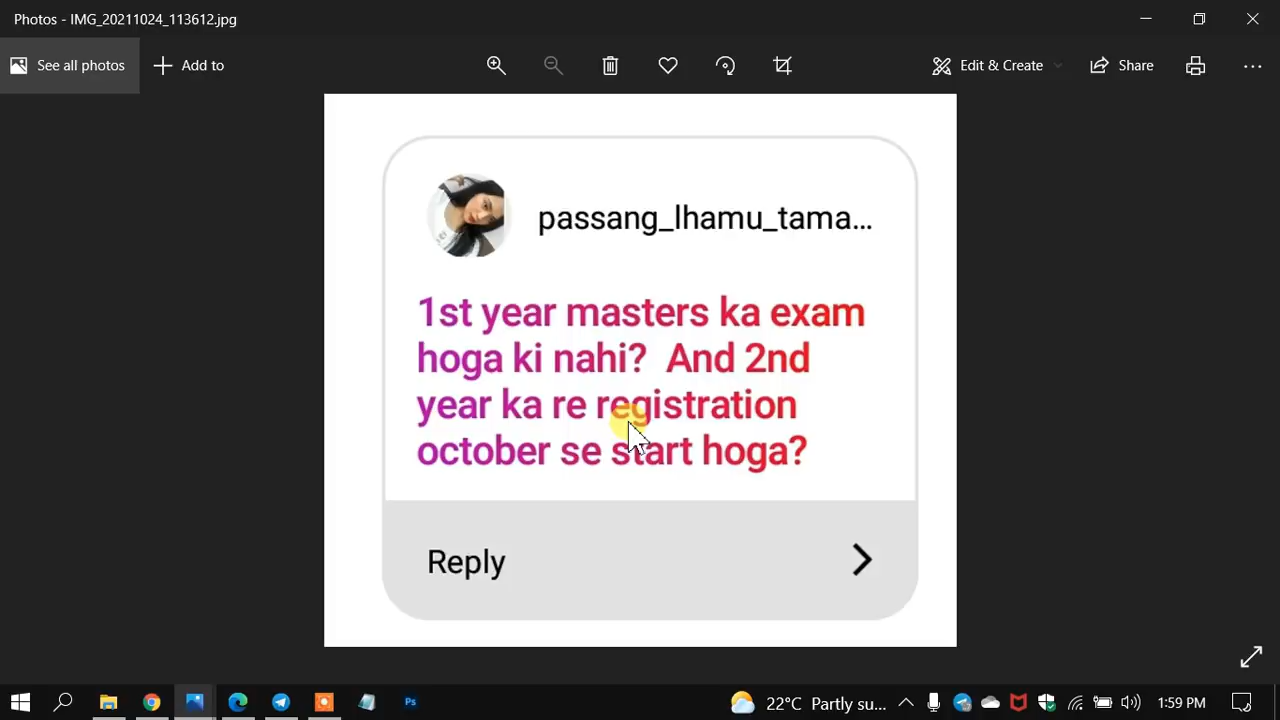 Photos - IMG_20211024_113612.jpg
See all photos
Add to
Edit & Create
Share
passang_lhamu_tama...
1st year masters ka exam
hoga ki nahi? And 2nd
year ka re registration
october se start hoga?
Reply
Ps
22°C Partly su...
1:59 PM